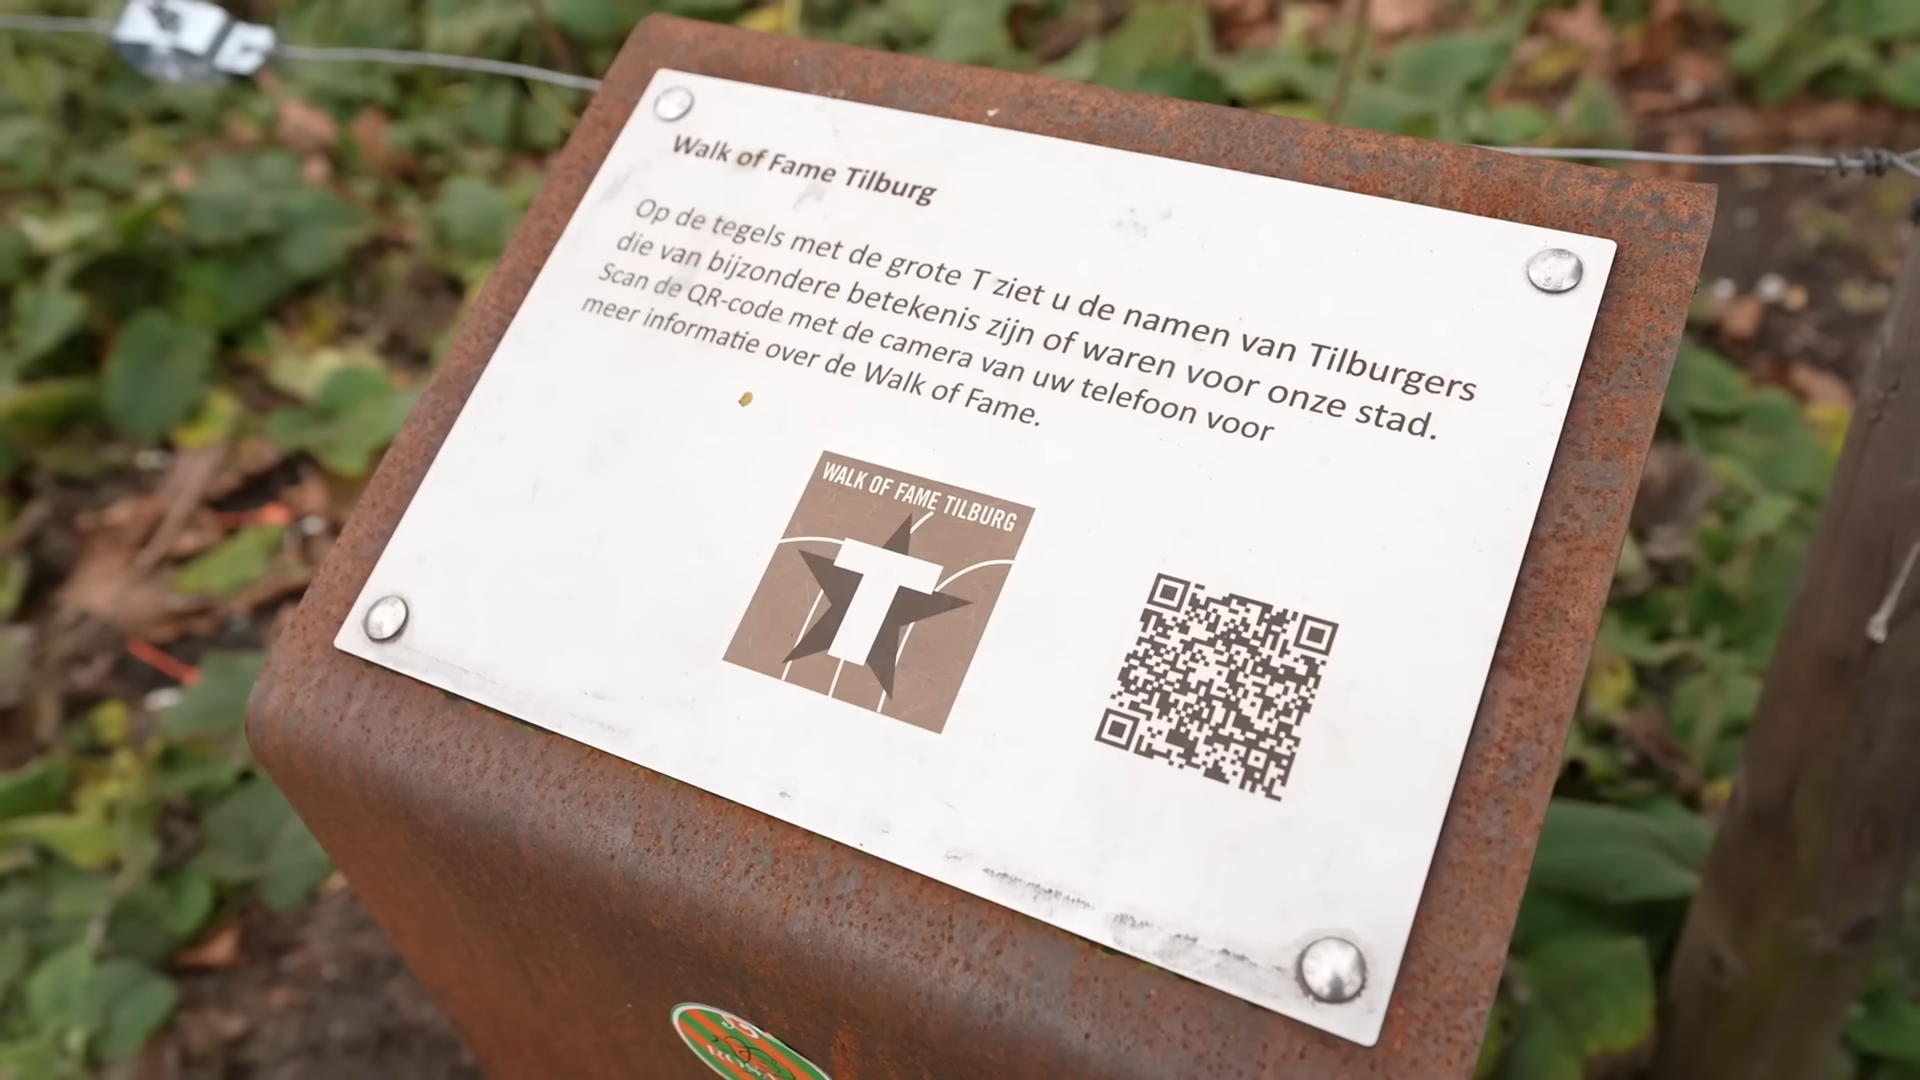 Walk of Fame Tilburg
Op de tegels met de grote T ziet u de namen van Tilburgers
die van bijzondere betekenis zijn of waren voor onze stad.
Scan de QR-code met de camera van uw telefoon voor
meer informatie over de Walk of Fame.
WALK OF FAME TILBURG
T